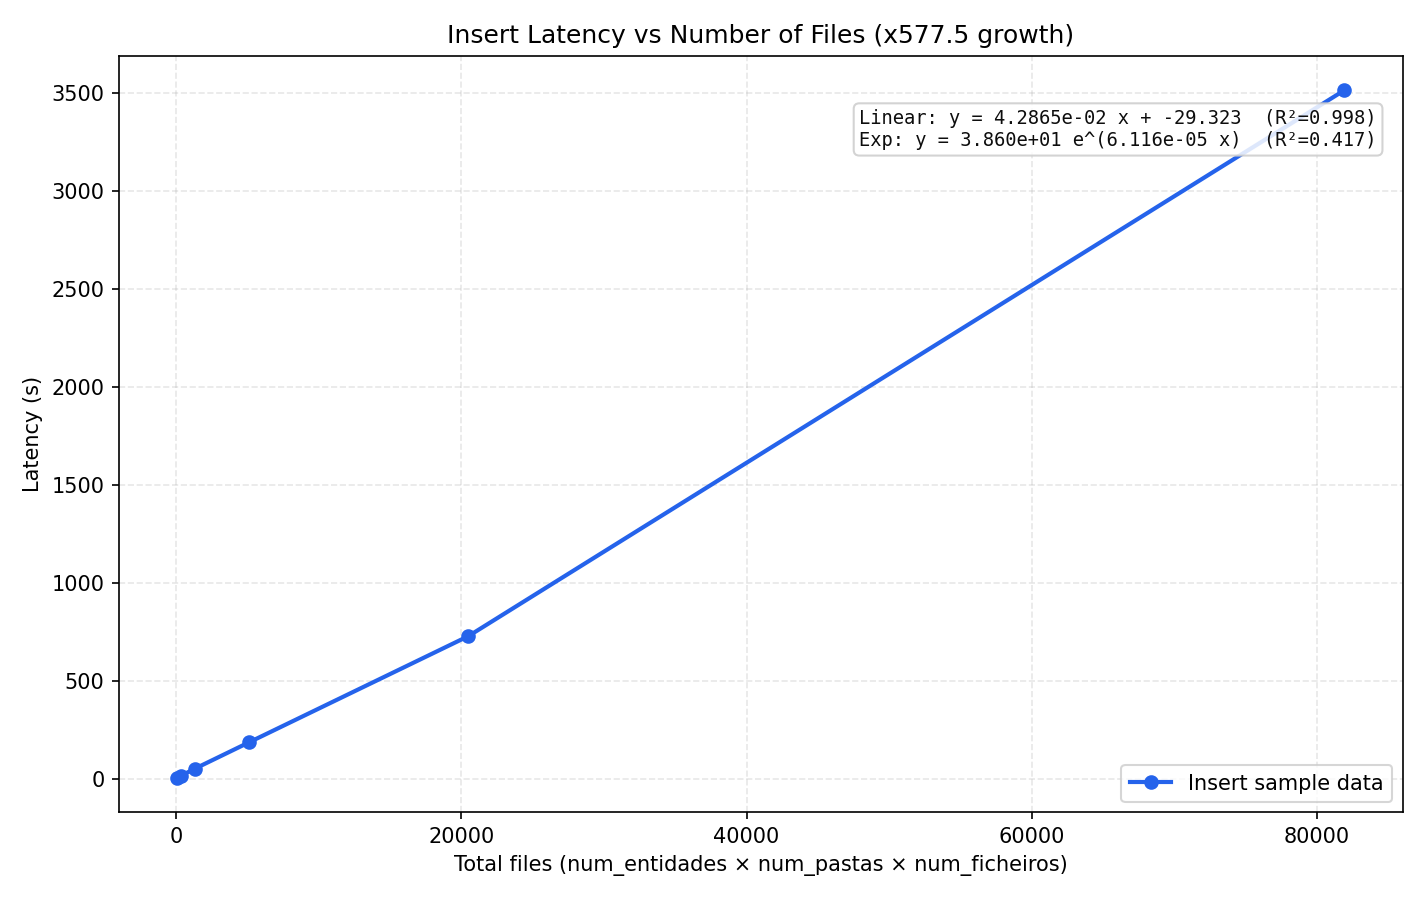 Insert Latency vs Number of Files (x577.5 growth)
3500
3000
2500
2000
1500
1000
500
0
Latency (s)
Linear: y = 4.2865e-02 x + -29.323 (R²=0.998)
Exp: y = 3.860e+01 e^(6.116e-05 x) (R²=0.417)
Insert sample data
0 20000 40000 60000 80000
Total files (num_entidades × num_pastas × num_ficheiros)